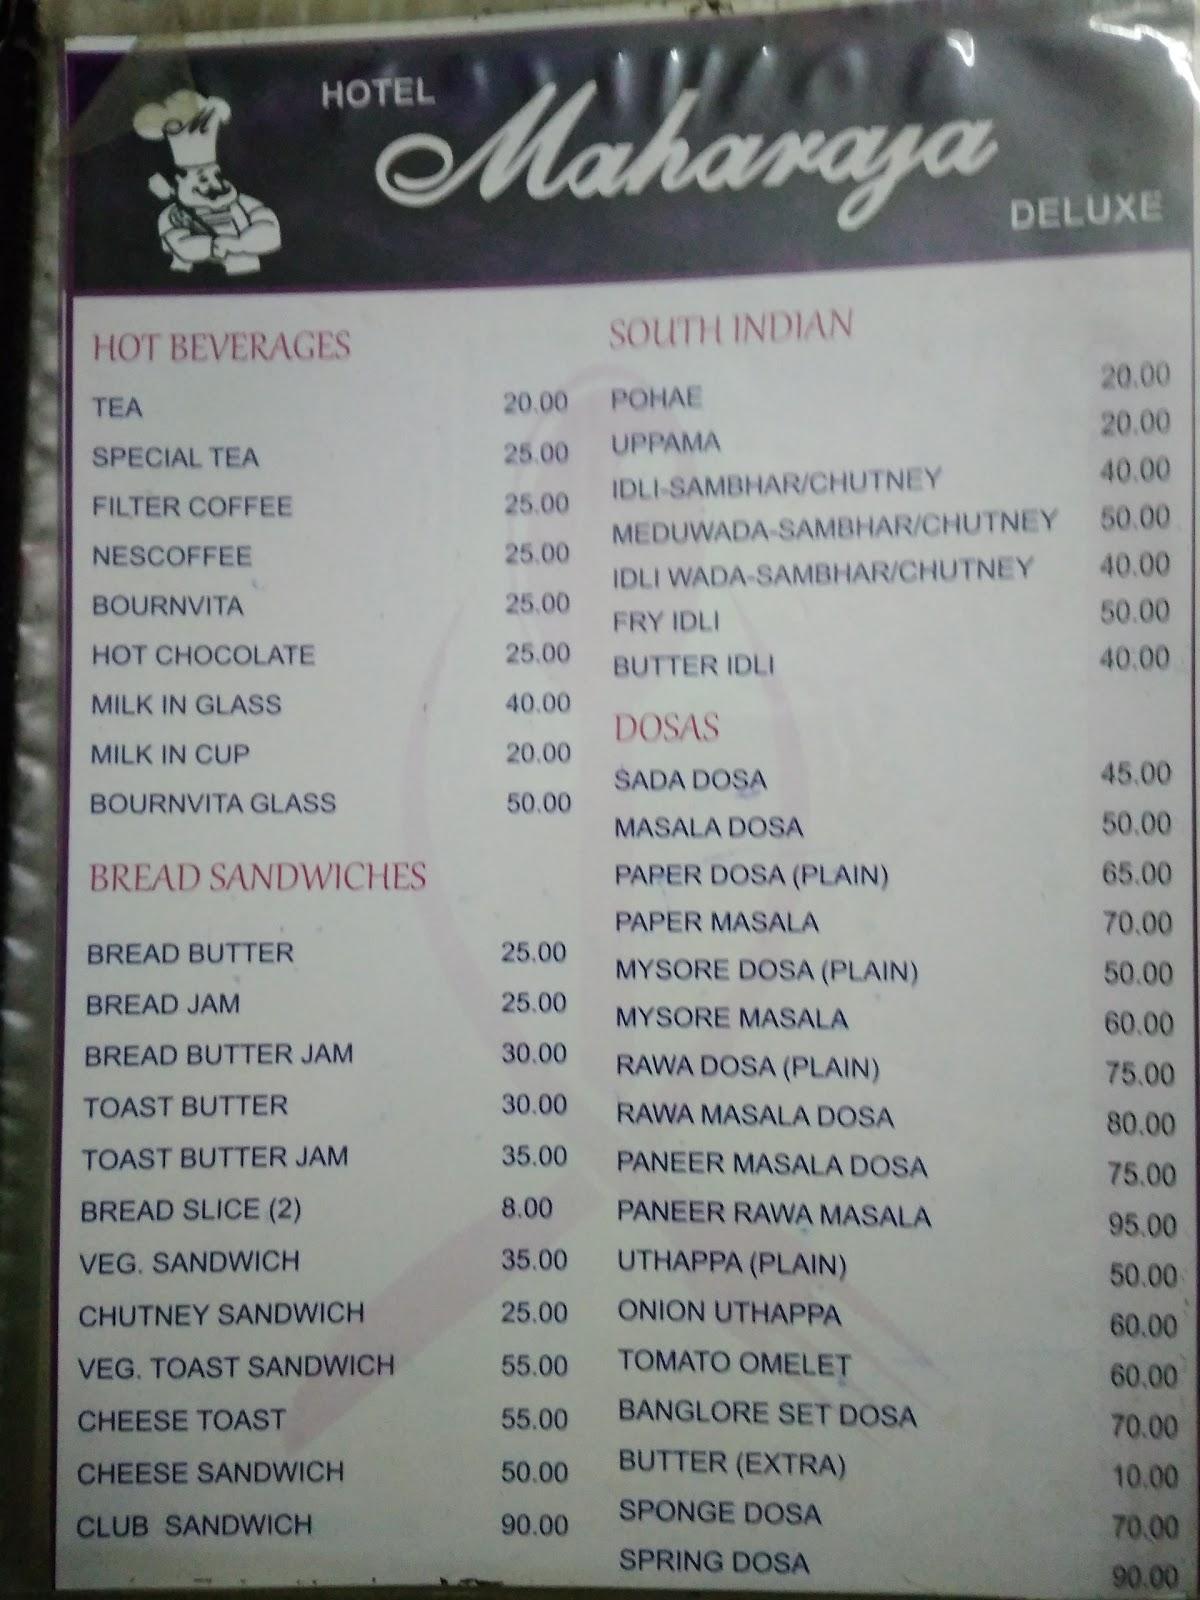 HOTEL
Maharaja
DELUXE
M
HOT BEVERAGES
TEA 20.00
SPECIAL TEA 25.00
FILTER COFFEE 25.00
NESCOFFEE 25.00
BOURNVITA 25.00
HOT CHOCOLATE 25.00
MILK IN GLASS 40.00
MILK IN CUP 20.00
BOURNVITA GLASS 50.00
BREAD SANDWICHES
BREAD BUTTER 25.00
BREAD JAM 25.00
BREAD BUTTER JAM 30.00
TOAST BUTTER 30.00
TOAST BUTTER JAM 35.00
BREAD SLICE (2) 8.00
VEG. SANDWICH 35.00
CHUTNEY SANDWICH 25.00
VEG. TOAST SANDWICH 55.00
CHEESE TOAST 55.00
CHEESE SANDWICH 50.00
CLUB SANDWICH 90.00
SOUTH INDIAN
POHAE 20.00
UPPAMA 20.00
IDLI-SAMBHAR/CHUTNEY 40.00
MEDUWADA-SAMBHAR/CHUTNEY 50.00
IDLI WADA-SAMBHAR/CHUTNEY 40.00
FRY IDLI 50.00
BUTTER IDLI 40.00
DOSAS
SADA DOSA 45.00
MASALA DOSA 50.00
PAPER DOSA (PLAIN) 65.00
PAPER MASALA 70.00
MYSORE DOSA (PLAIN) 50.00
MYSORE MASALA 60.00
RAWA DOSA (PLAIN) 75.00
RAWA MASALA DOSA 80.00
PANEER MASALA DOSA 75.00
PANEER RAWA MASALA 95.00
UTHAPPA (PLAIN) 50.00
ONION UTHAPPA 60.00
TOMATO OMELET 60.00
BANGLORE SET DOSA 70.00
BUTTER (EXTRA) 10.00
SPONGE DOSA 70.00
SPRING DOSA 90.00